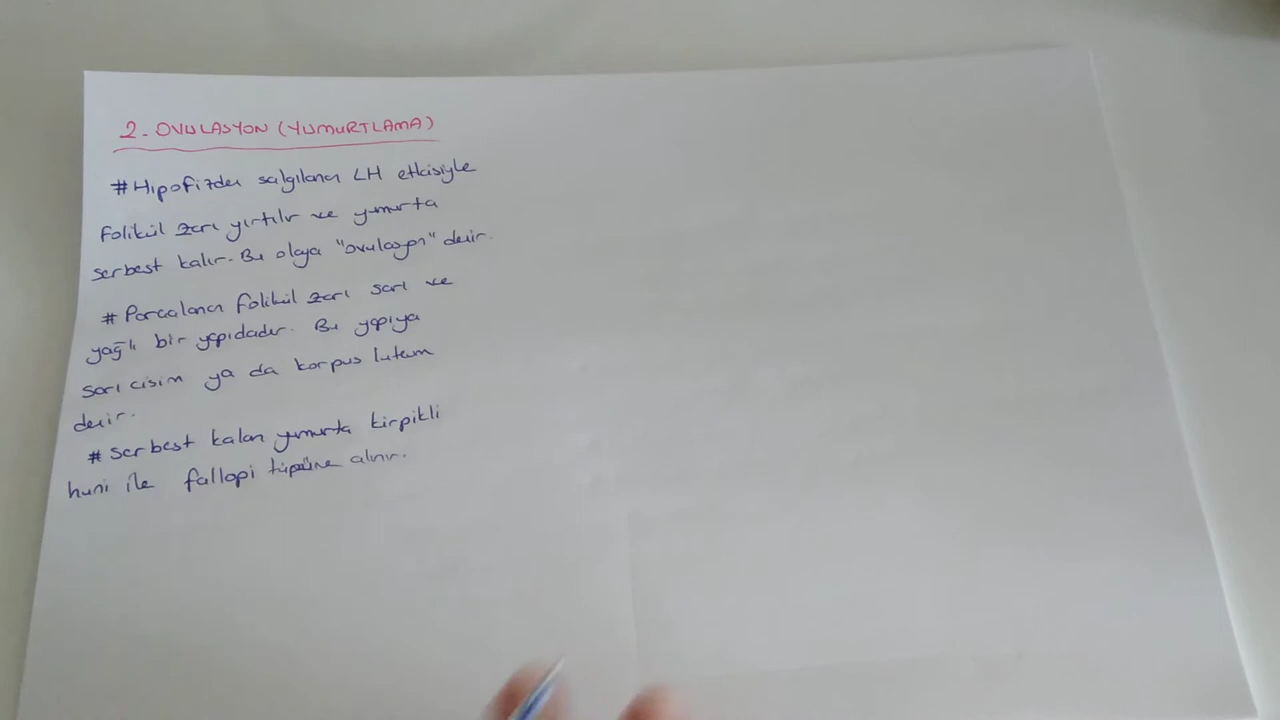 2. OVULASYON (YUMURTLAMA)
# Hipofizden salgılanan LH etkisiyle
folikül zarı yırtılır ve yumurta
serbest kalır. Bu olaya "ovulasyon" denir.
# Parçalanan folikül zarı sarı ve
yağlı bir yapıdadır. Bu yapıya
sarı cisim ya da korpus luteum
denir.
# Serbest kalan yumurta kirpikli
huni ile fallopi tüpüne alınır.